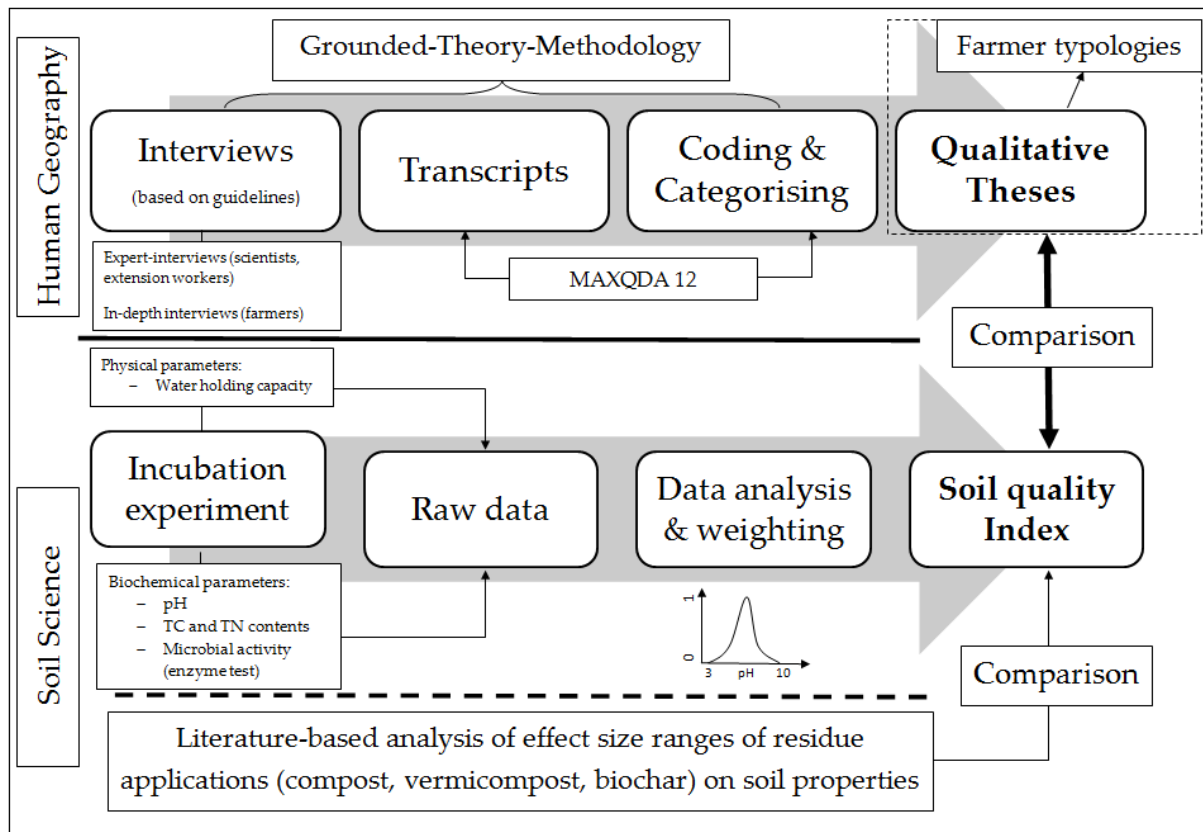 Grounded-Theory-Methodology
Farmer typologies
Human Geography
Interviews
(based on guidelines)
Transcripts
Coding &
Categorising
Qualitative
Theses
Expert-interviews (scientists,
extension workers)
In-depth interviews (farmers)
MAXQDA 12
Comparison
Physical parameters:
– Water holding capacity
Soil Science
Incubation
experiment
Raw data
Data analysis
& weighting
Soil quality
Index
Biochemical parameters:
– pH
– TC and TN contents
– Microbial activity
(enzyme test)
1
0
3 pH 10
Comparison
Literature-based analysis of effect size ranges of residue
applications (compost, vermicompost, biochar) on soil properties